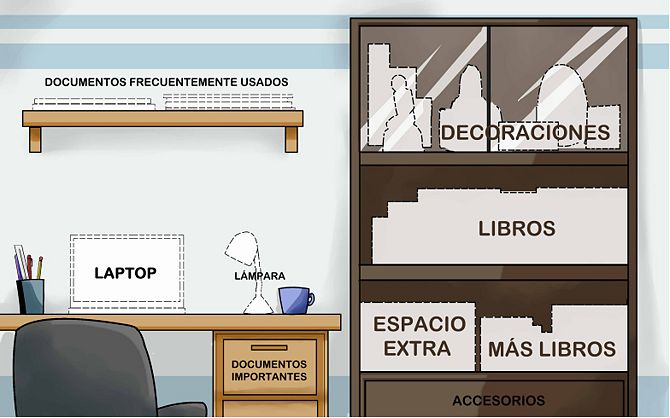 DOCUMENTOS FRECUENTEMENTE USADOS
DECORACIONES
LIBROS
LAPTOP
LÁMPARA
ESPACIO
EXTRA
MÁS LIBROS
DOCUMENTOS
IMPORTANTES
ACCESORIOS